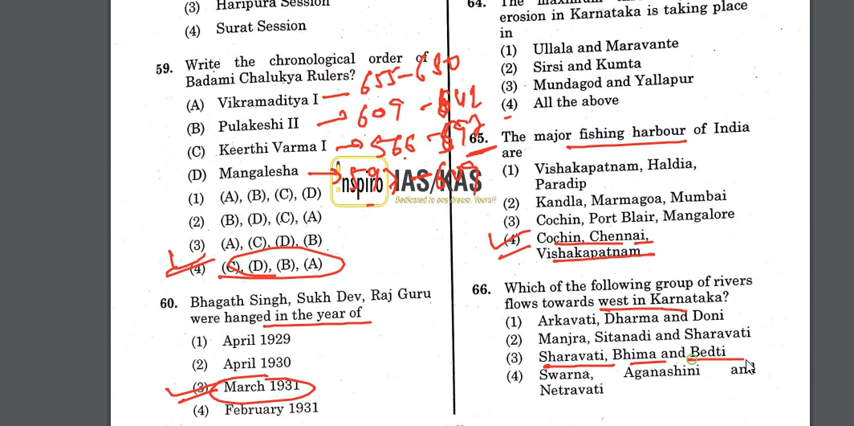 (3) Haripura Session
(4) Surat Session
59. Write the chronological order of
Badami Chalukya Rulers?
(A) Vikramaditya I 655-680
(B) Pulakeshi II 609 - 642
(C) Keerthi Varma I 566 - 597
(D) Mangalesha
(1) (A), (B), (C), (D)
(2) (B), (D), (C), (A)
(3) (A), (C), (D), (B)
(4) (C), (D), (B), (A)
60. Bhagath Singh, Sukh Dev, Raj Guru
were hanged in the year of
(1) April 1929
(2) April 1930
(3) March 1931
(4) February 1931
INSPIRO IAS/KAS
64. The
erosion in Karnataka is taking place
in
(1) Ullala and Maravante
(2) Sirsi and Kumta
(3) Mundagod and Yallapur
(4) All the above
65. The major fishing harbour of India
are
(1) Vishakapatnam, Haldia,
Paradip
(2) Kandla, Marmagoa, Mumbai
(3) Cochin, Port Blair, Mangalore
(4) Cochin, Chennai,
Vishakapatnam
66. Which of the following group of rivers
flows towards west in Karnataka?
(1) Arkavati, Dharma and Doni
(2) Manjra, Sitanadi and Sharavati
(3) Sharavati, Bhima and Bedti
(4) Swarna, Aganashini and
Netravati